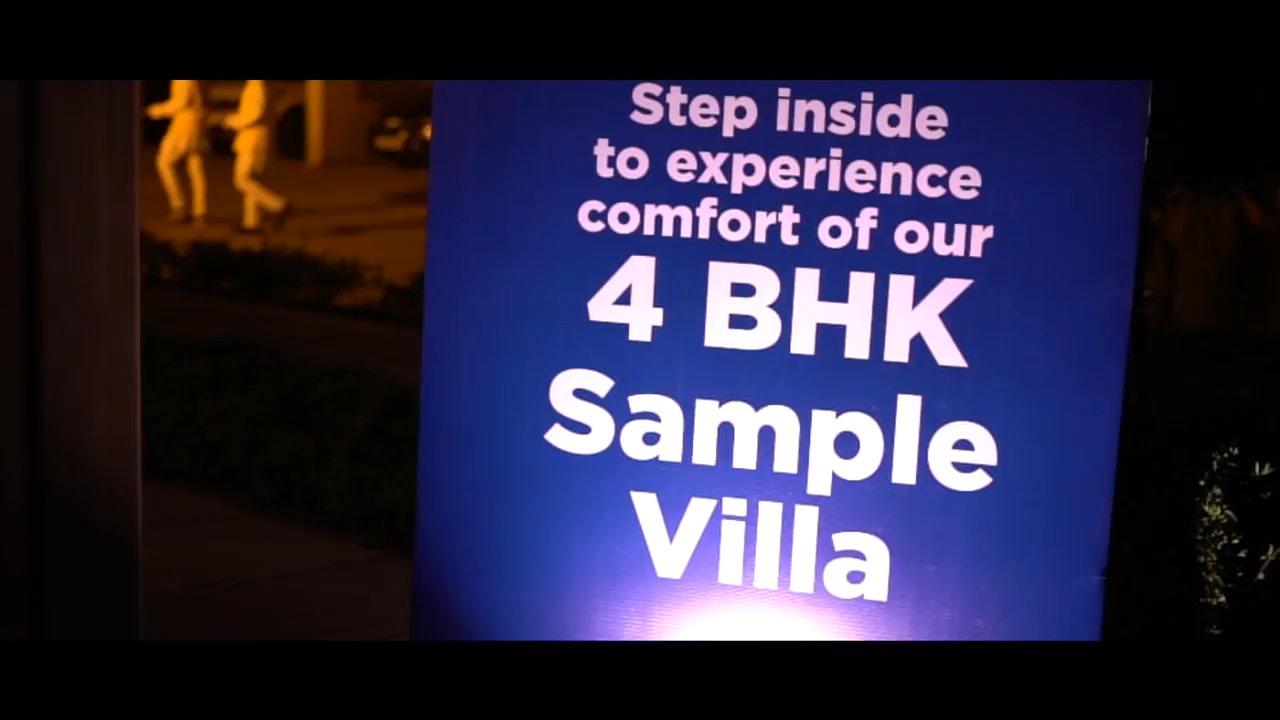 Step inside
to experience
comfort of our
4 BHK
Sample
Villa